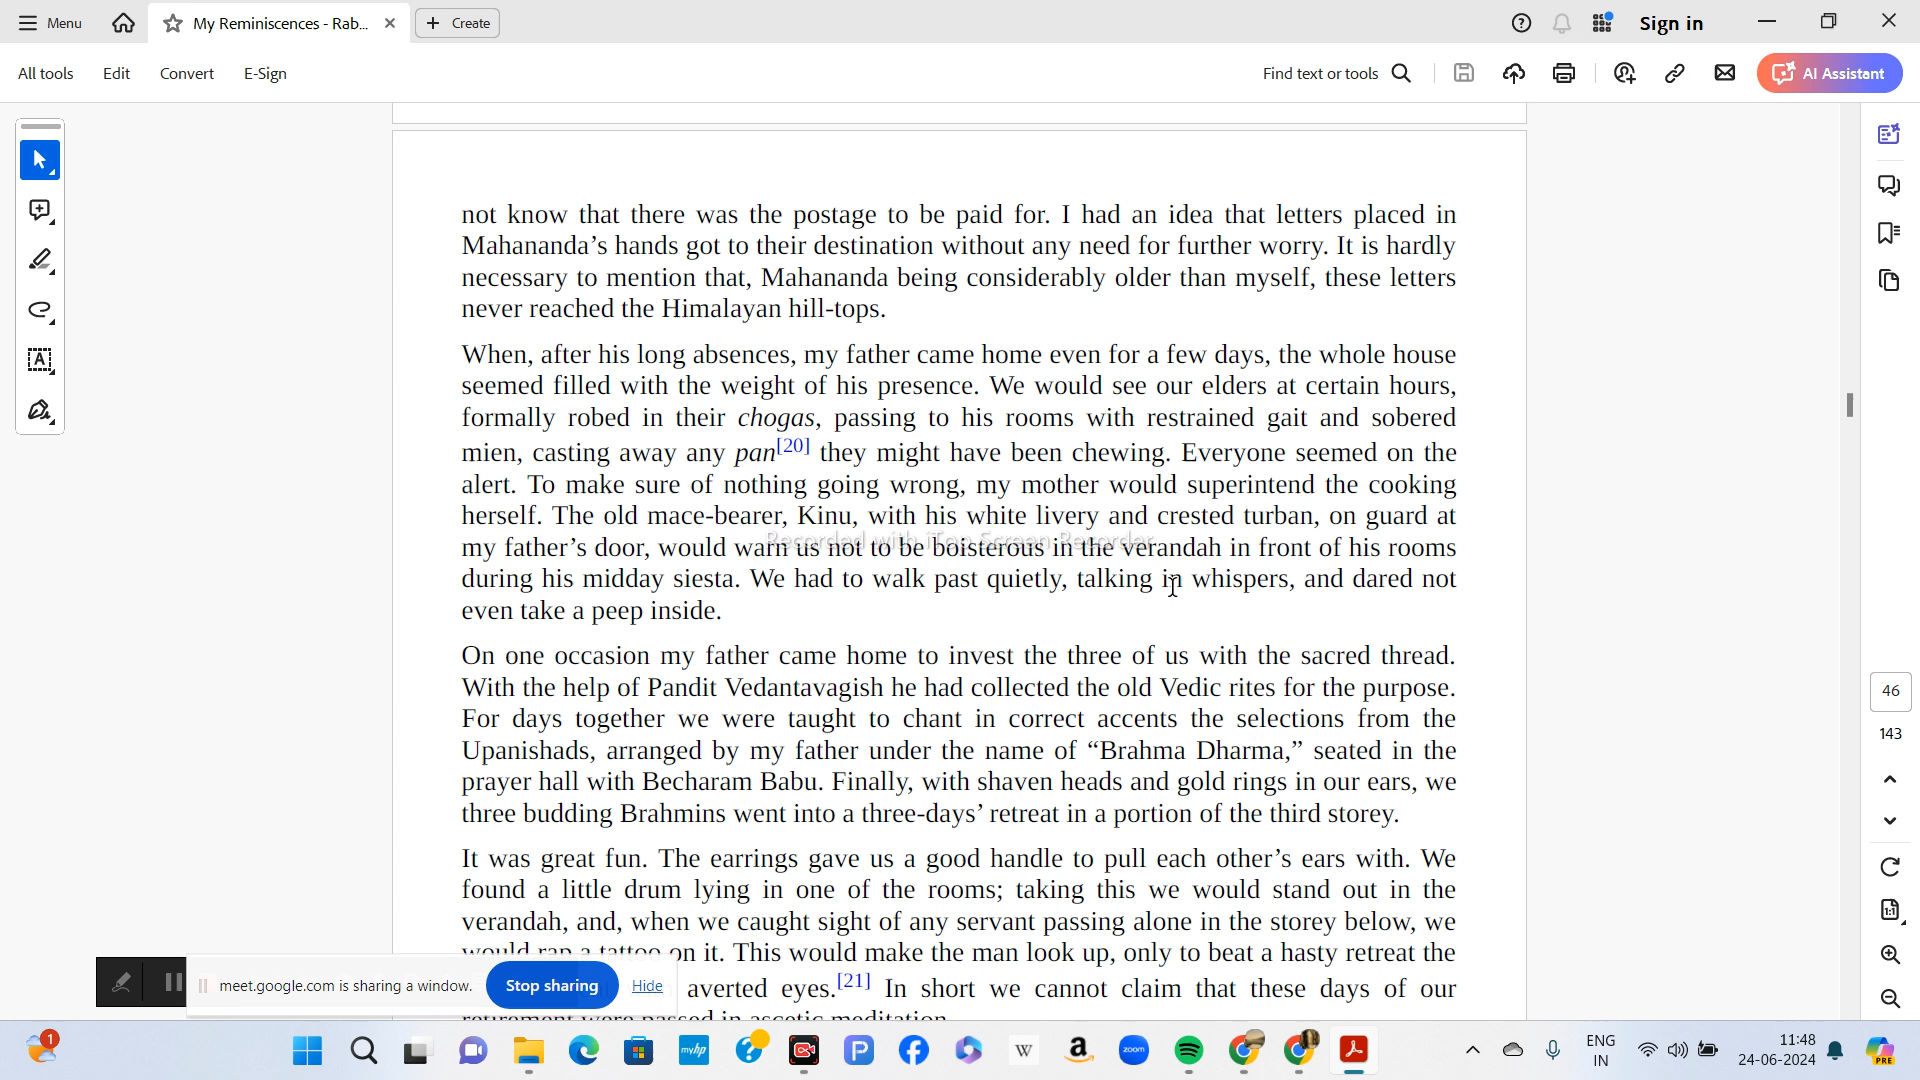 Menu
My Reminiscences - Rab...
Create
Sign in
All tools
Edit
Convert
E-Sign
Find text or tools
AI Assistant
not know that there was the postage to be paid for. I had an idea that letters placed in
Mahananda’s hands got to their destination without any need for further worry. It is hardly
necessary to mention that, Mahananda being considerably older than myself, these letters
never reached the Himalayan hill-tops.
When, after his long absences, my father came home even for a few days, the whole house
seemed filled with the weight of his presence. We would see our elders at certain hours,
formally robed in their chogas, passing to his rooms with restrained gait and sobered
mien, casting away any pan[20] they might have been chewing. Everyone seemed on the
alert. To make sure of nothing going wrong, my mother would superintend the cooking
herself. The old mace-bearer, Kinu, with his white livery and crested turban, on guard at
Recorded with iTop Screen Recorder
my father’s door, would warn us not to be boisterous in the verandah in front of his rooms
during his midday siesta. We had to walk past quietly, talking in whispers, and dared not
even take a peep inside.
On one occasion my father came home to invest the three of us with the sacred thread.
With the help of Pandit Vedantavagish he had collected the old Vedic rites for the purpose.
For days together we were taught to chant in correct accents the selections from the
Upanishads, arranged by my father under the name of “Brahma Dharma,” seated in the
prayer hall with Becharam Babu. Finally, with shaven heads and gold rings in our ears, we
three budding Brahmins went into a three-days’ retreat in a portion of the third storey.
It was great fun. The earrings gave us a good handle to pull each other’s ears with. We
found a little drum lying in one of the rooms; taking this we would stand out in the
verandah, and, when we caught sight of any servant passing alone in the storey below, we
would rap a tattoo on it. This would make the man look up, only to beat a hasty retreat the
averted eyes.[21] In short we cannot claim that these days of our
retirement were passed in ascetic meditation.
46
143
1:1
meet.google.com is sharing a window.
Stop sharing
Hide
1
myhp
W
a
zoom
ENG
IN
11:48
24-06-2024
PRE